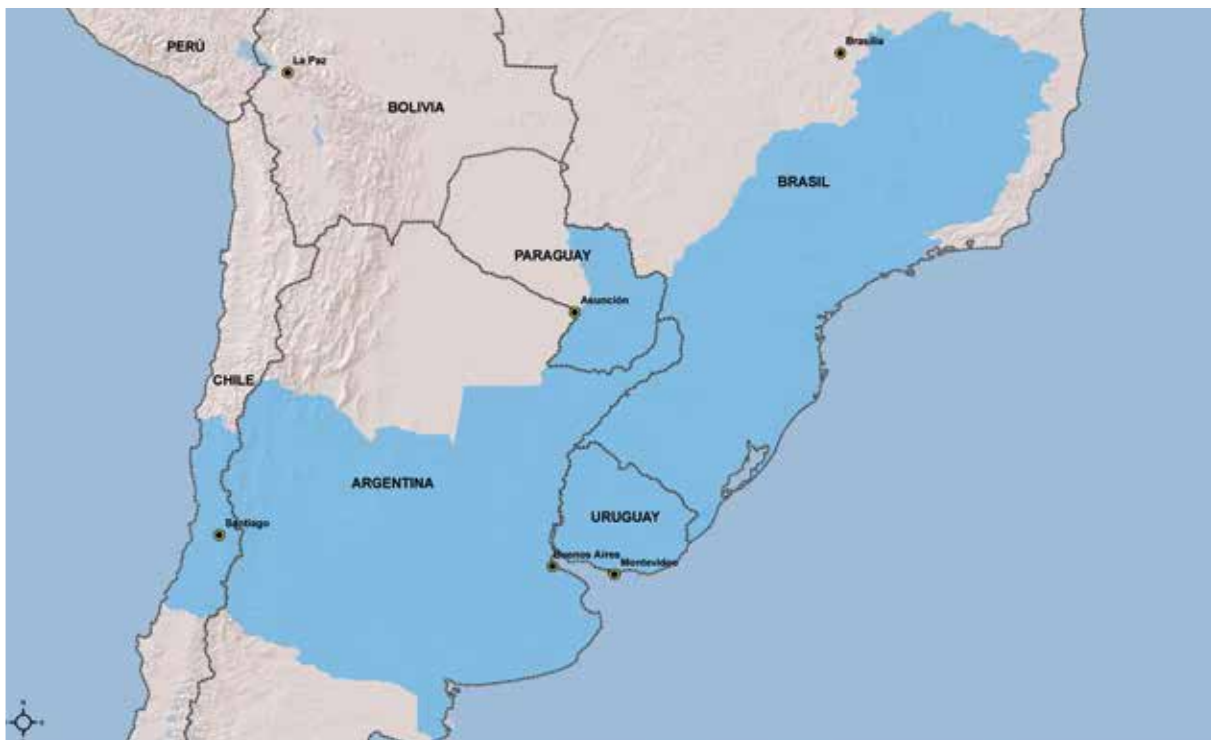 PERÚ
La Paz
Brasilia
BOLIVIA
BRASIL
PARAGUAY
Asunción
CHILE
ARGENTINA
URUGUAY
Santiago
Buenos Aires
Montevideo
N